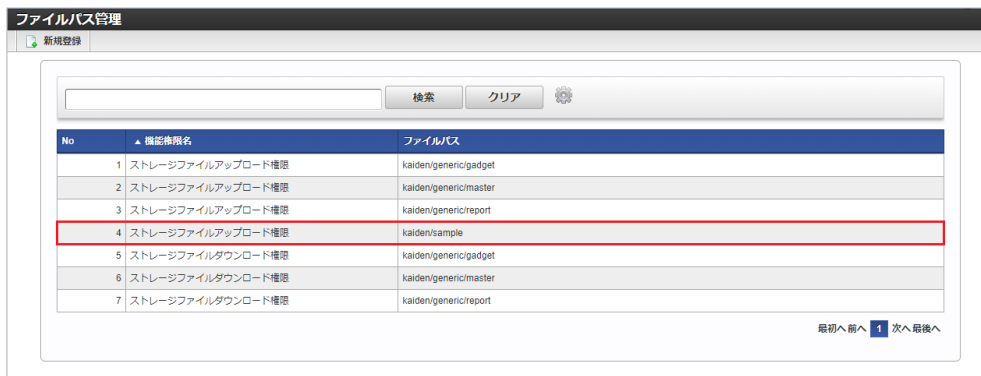 ファイルパス管理
新規登録
検索 クリア
No ▲ 機能権限名 ファイルパス
1 ストレージファイルアップロード権限 kaiden/generic/gadget
2 ストレージファイルアップロード権限 kaiden/generic/master
3 ストレージファイルアップロード権限 kaiden/generic/report
4 ストレージファイルアップロード権限 kaiden/sample
5 ストレージファイルダウンロード権限 kaiden/generic/gadget
6 ストレージファイルダウンロード権限 kaiden/generic/master
7 ストレージファイルダウンロード権限 kaiden/generic/report
最初へ 前へ 1 次へ 最後へ